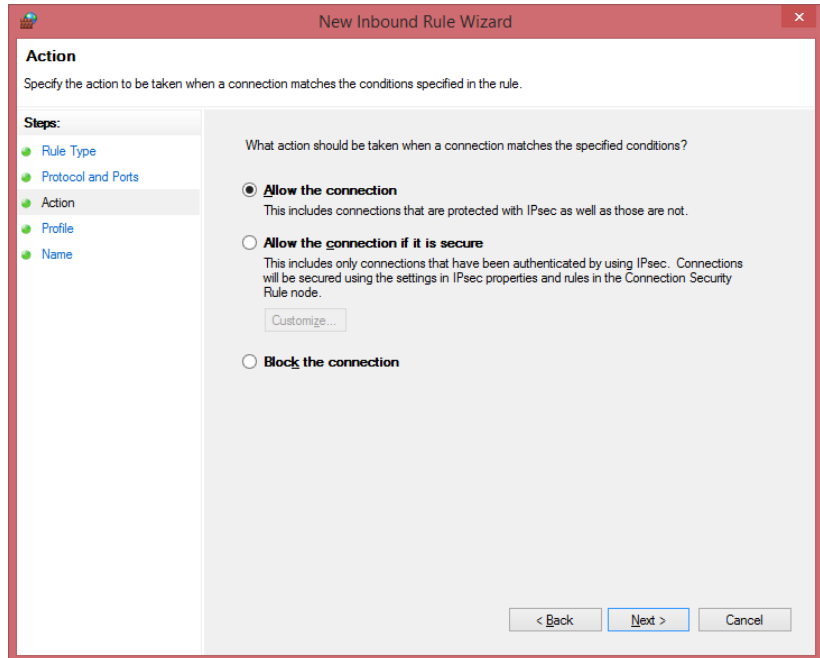 New Inbound Rule Wizard
Action
Specify the action to be taken when a connection matches the conditions specified in the rule.
Steps:
Rule Type
Protocol and Ports
Action
Profile
Name
What action should be taken when a connection matches the specified conditions?
Allow the connection
This includes connections that are protected with IPsec as well as those are not.
Allow the connection if it is secure
This includes only connections that have been authenticated by using IPsec. Connections
will be secured using the settings in IPsec properties and rules in the Connection Security
Rule node.
Customize...
Block the connection
< Back
Next >
Cancel